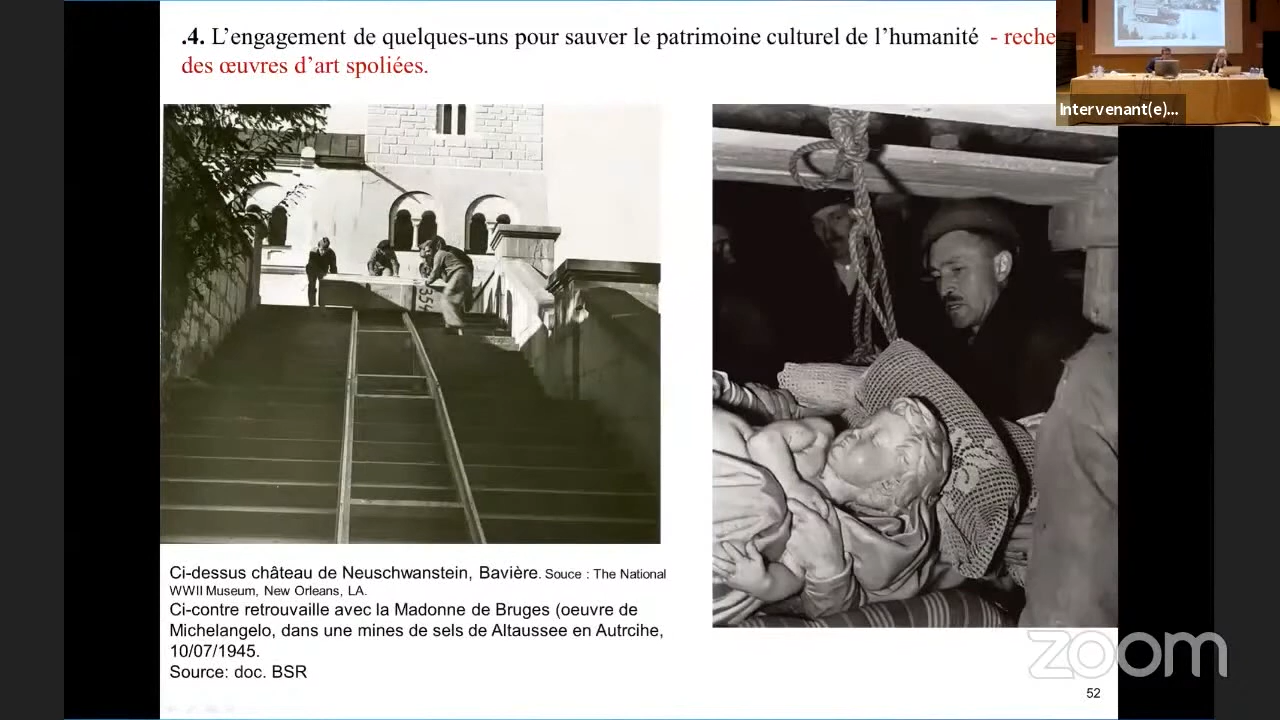 .4. L’engagement de quelques-uns pour sauver le patrimoine culturel de l’humanité - reche
des œuvres d’art spoliées.
Intervenant(e)...
354
Ci-dessus château de Neuschwanstein, Bavière. Souce : The National
WWII Museum, New Orleans, LA.
Ci-contre retrouvaille avec la Madonne de Bruges (oeuvre de
Michelangelo, dans une mines de sels de Altaussee en Autrcihe,
10/07/1945.
Source: doc. BSR
zoom
52